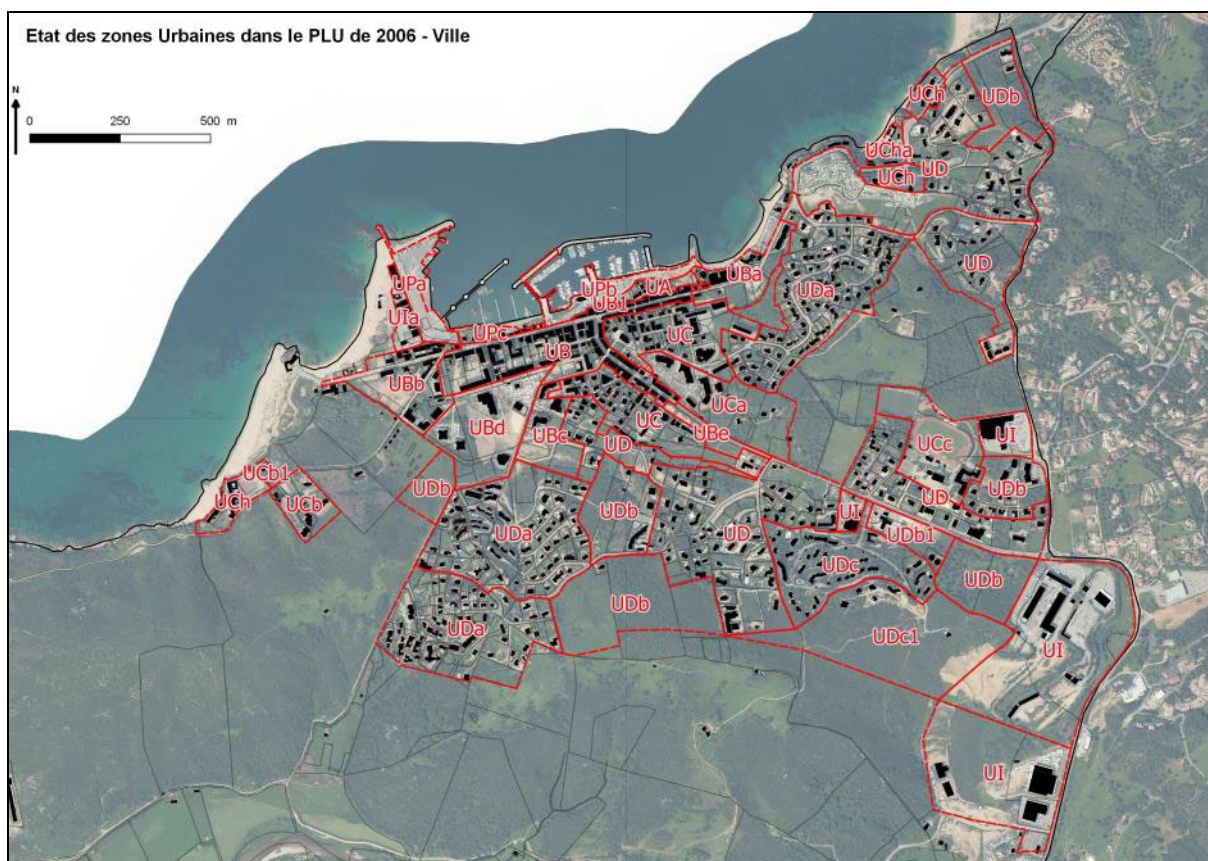 Etat des zones Urbaines dans le PLU de 2006 - Ville
N
0 250 500 m
UCh
UDb
UCha
UD
UCh
UD
UBa
UPa
UPb
UA
UDa
UIa
UB1
UPc
UC
UB
UBb
UCa
UBd
UC
UBc
UBe
UI
UCc
UD
UCb1
UDb
UDb
UCb
UCh
UD
UDb
UI
UDa
UD
UDb1
UDc
UDb
UDb
UDa
UDc1
UI
UI